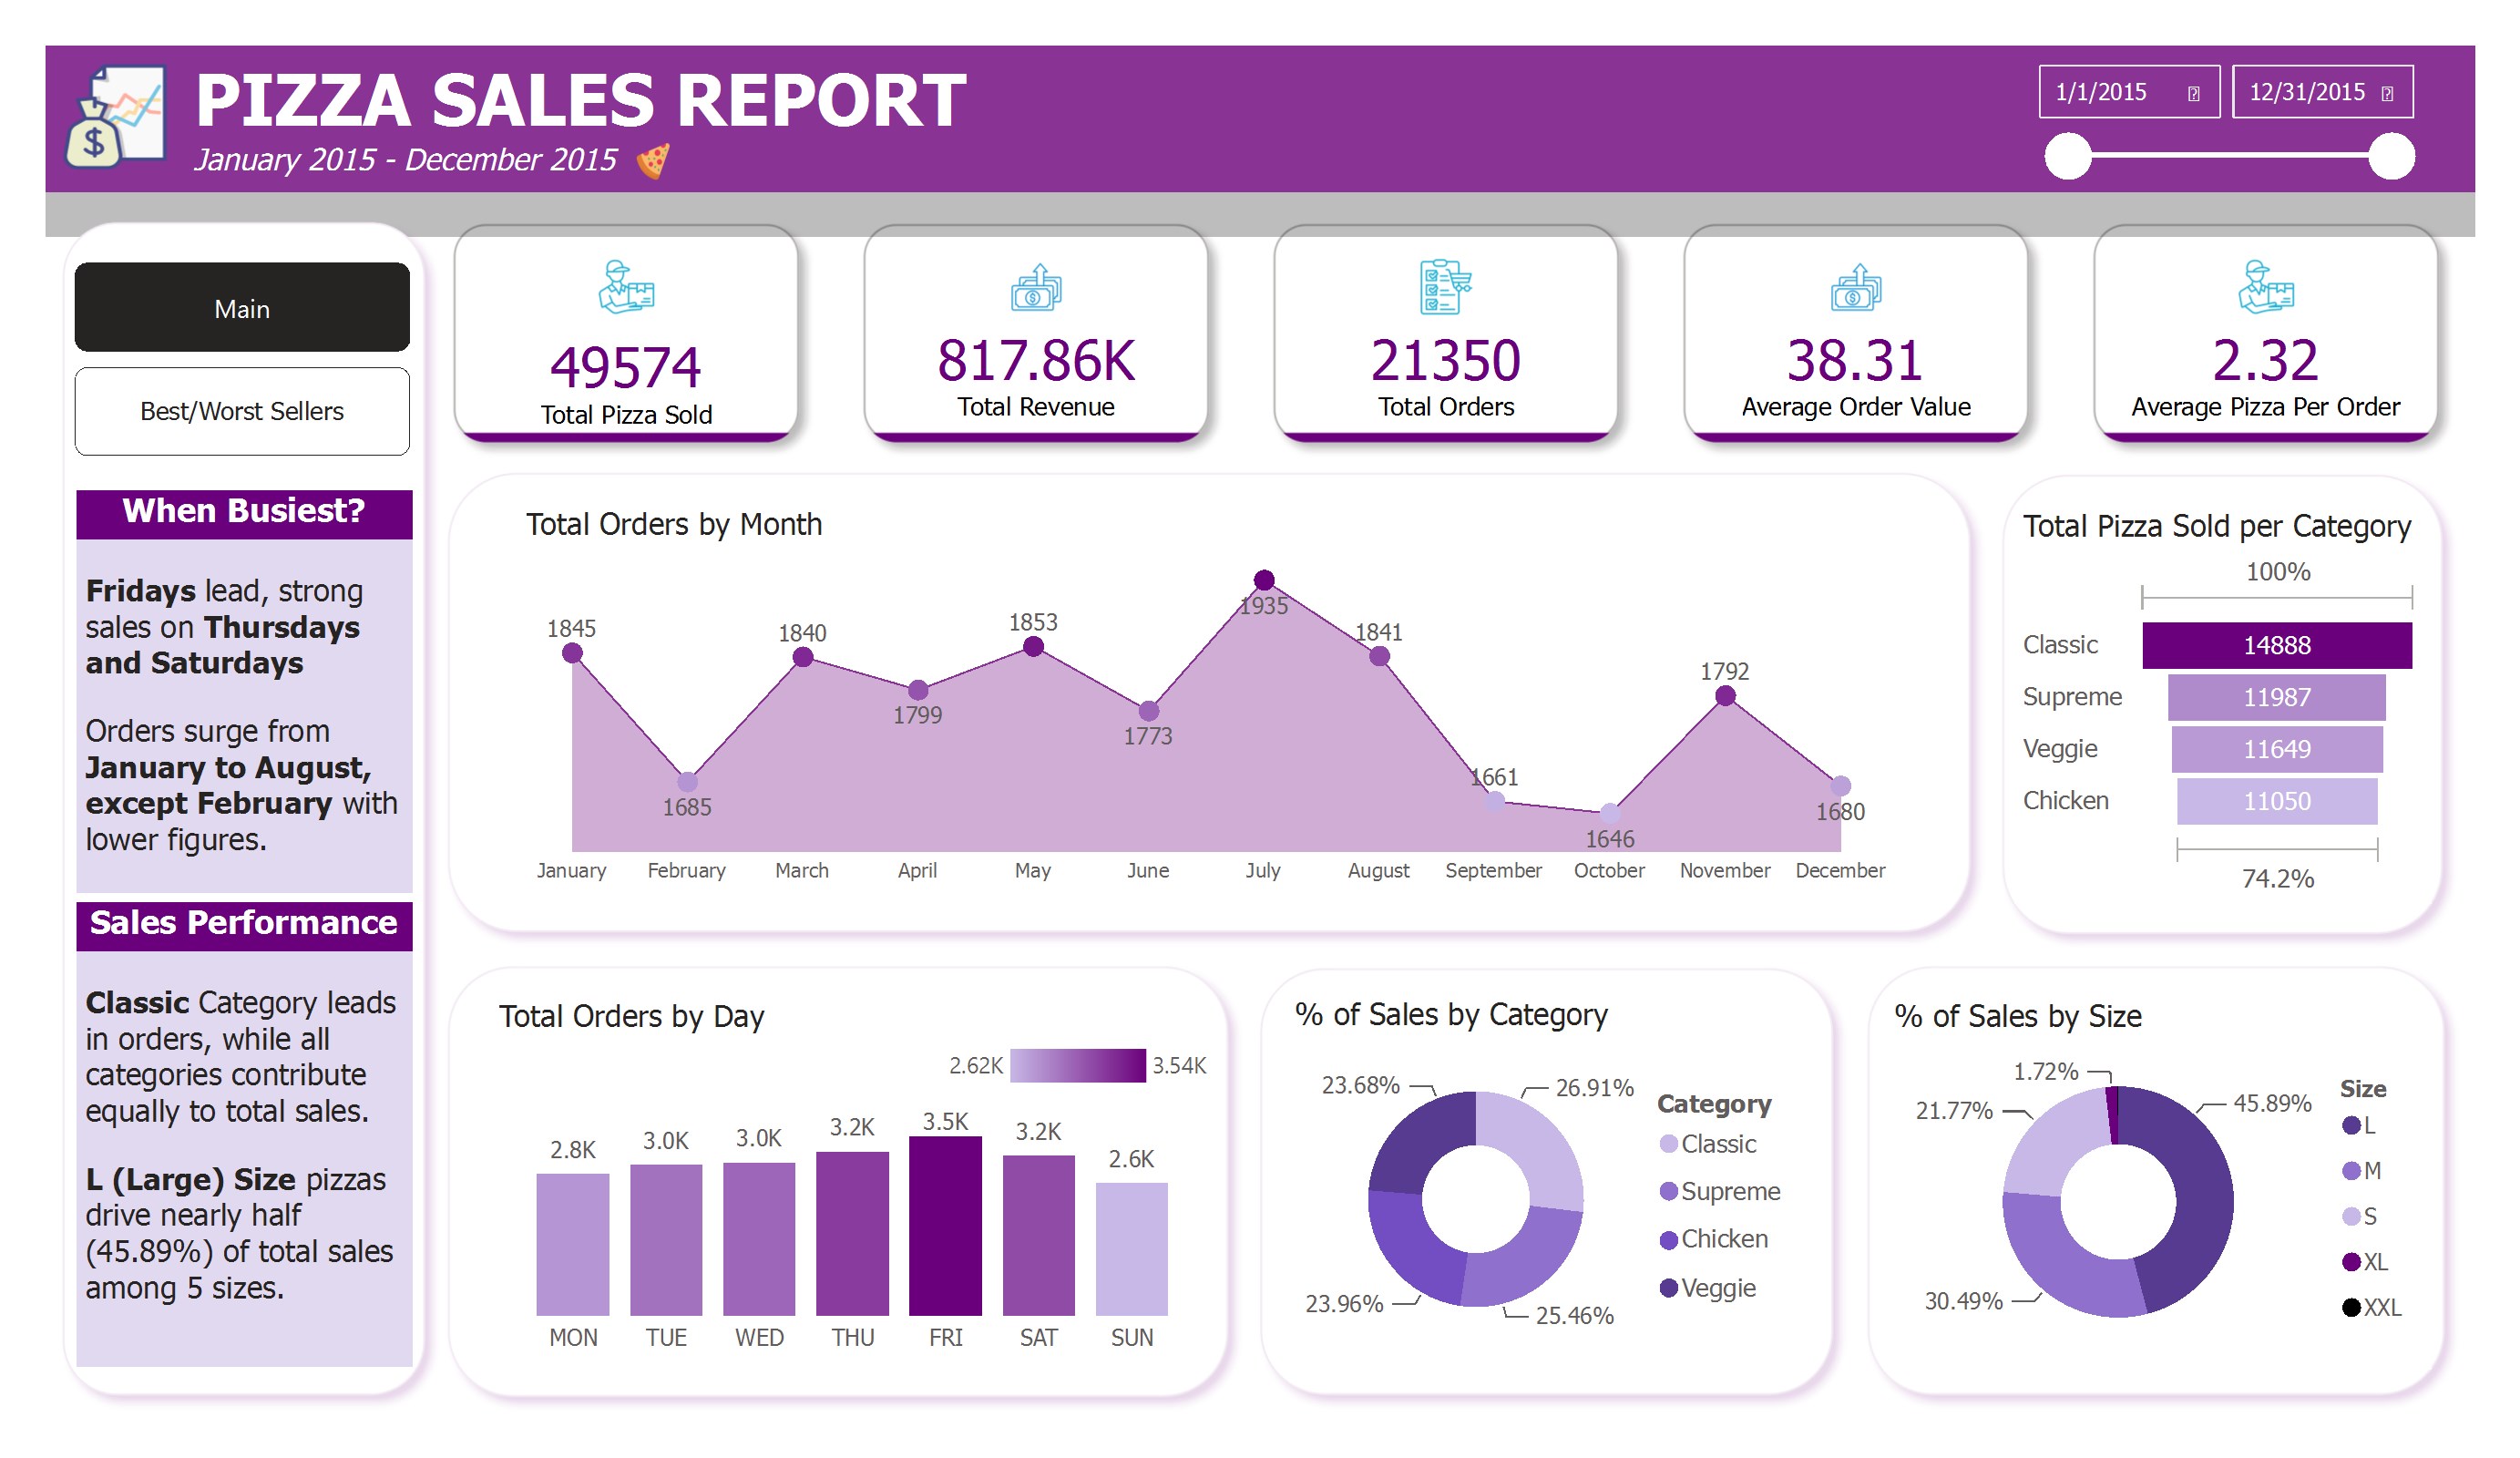 PIZZA SALES REPORT
January 2015 - December 2015
1/1/2015
12/31/2015
Main
Best/Worst Sellers
When Busiest?
Fridays lead, strong
sales on Thursdays
and Saturdays
Orders surge from
January to August,
except February with
lower figures.
Sales Performance
Classic Category leads
in orders, while all
categories contribute
equally to total sales.
L (Large) Size pizzas
drive nearly half
(45.89%) of total sales
among 5 sizes.
49574
Total Pizza Sold
817.86K
Total Revenue
21350
Total Orders
38.31
Average Order Value
2.32
Average Pizza Per Order
Total Orders by Month
1845
1685
1840
1799
1853
1773
1935
1841
1661
1646
1792
1680
January February March April May June July August September October November December
Total Pizza Sold per Category
100%
Classic 14888
Supreme 11987
Veggie 11649
Chicken 11050
74.2%
Total Orders by Day
2.62K 3.54K
2.8K 3.0K 3.0K 3.2K 3.5K 3.2K 2.6K
MON TUE WED THU FRI SAT SUN
% of Sales by Category
23.68% 26.91%
23.96% 25.46%
Category
Classic
Supreme
Chicken
Veggie
% of Sales by Size
1.72%
21.77% 45.89%
30.49%
Size
L
M
S
XL
XXL